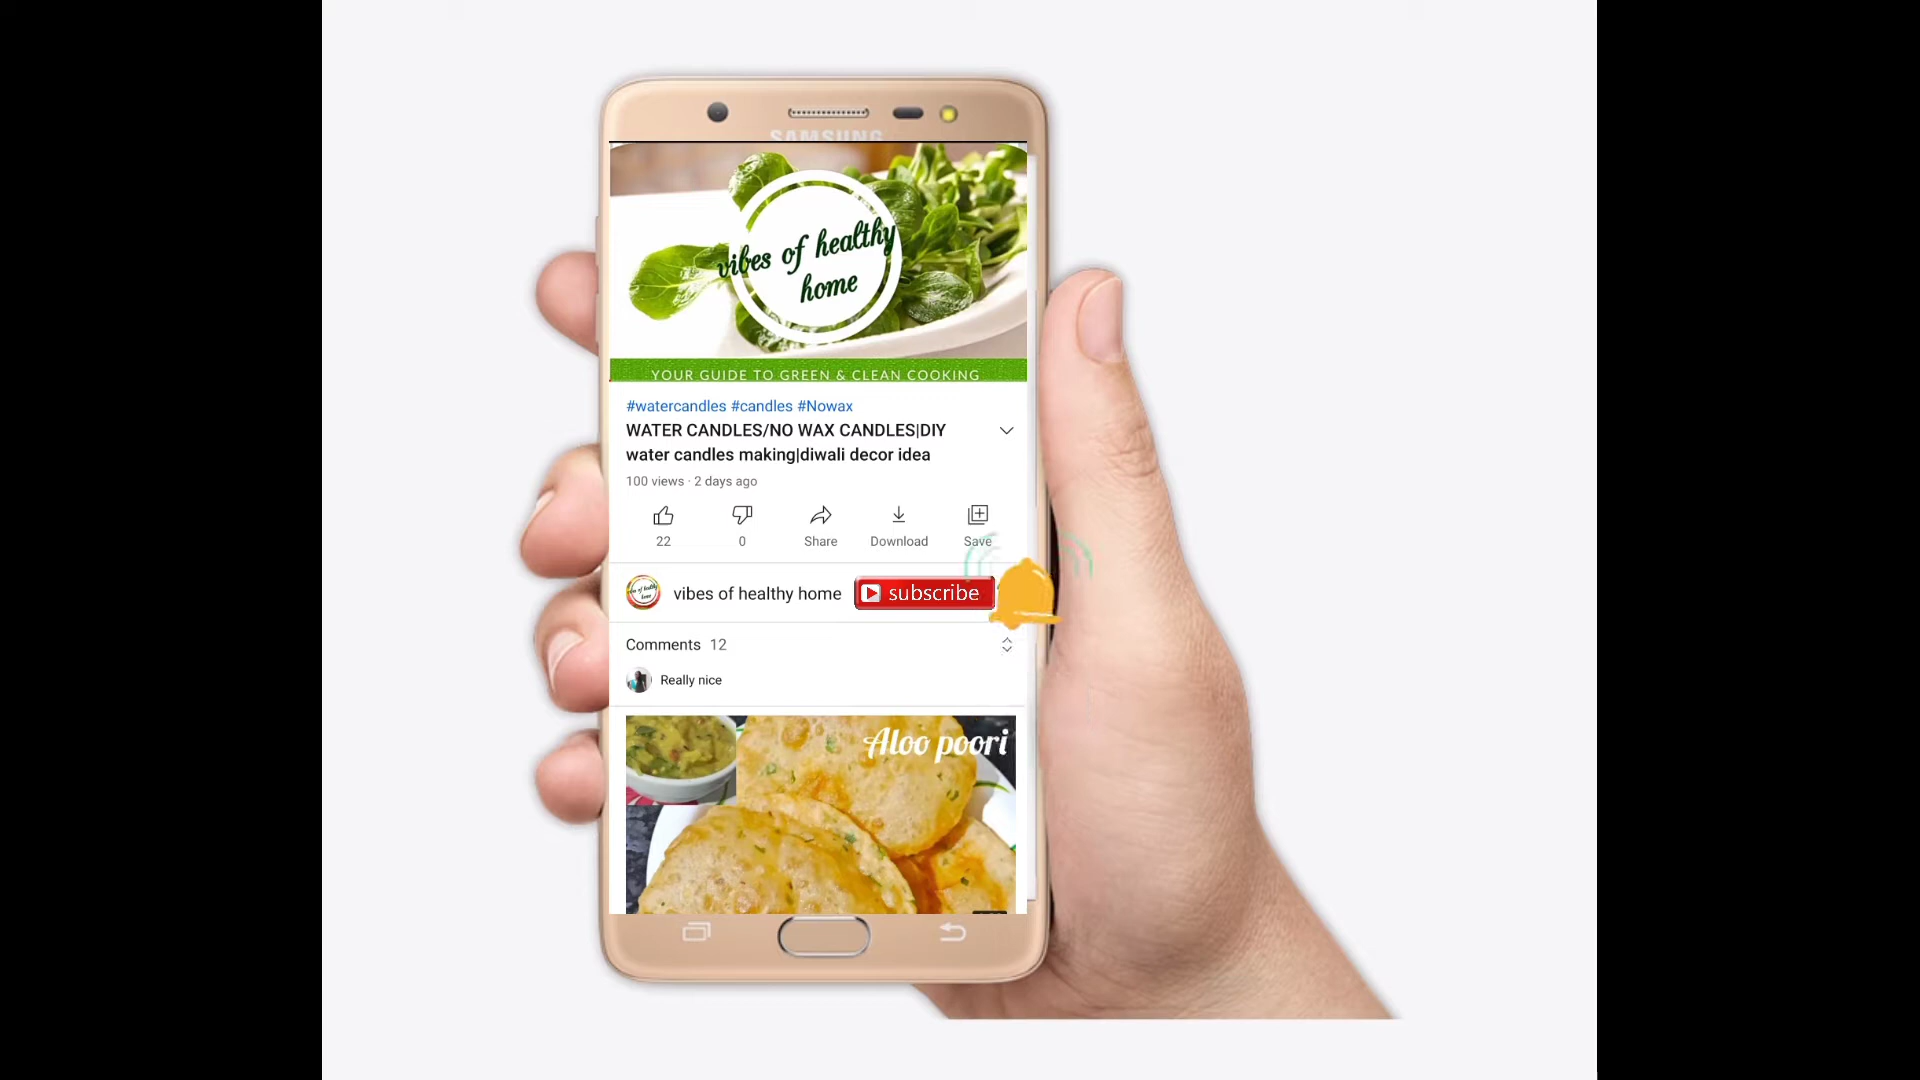 SAMSUNG
vibes of healthy
home
YOUR GUIDE TO GREEN & CLEAN COOKING
#watercandles #candles #Nowax
WATER CANDLES/NO WAX CANDLES|DIY
water candles making|diwali decor idea
100 views · 2 days ago
22
0
Share
Download
Save
vibes of healthy home
subscribe
Comments 12
Really nice
Aloo poori